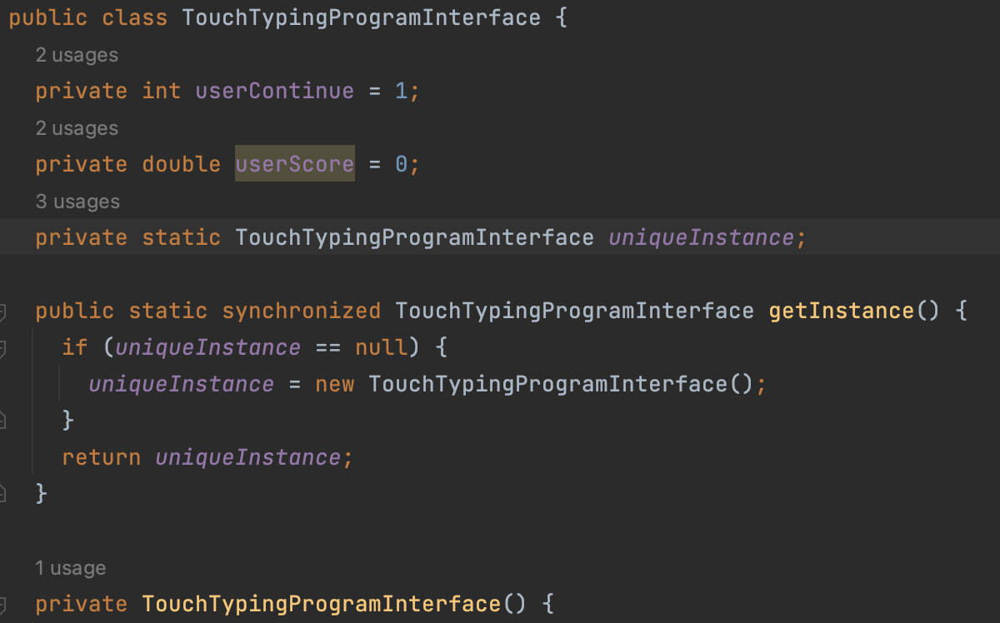 public class TouchTypingProgramInterface {
2 usages
private int userContinue = 1;
2 usages
private double userScore = 0;
3 usages
private static TouchTypingProgramInterface uniqueInstance;
public static synchronized TouchTypingProgramInterface getInstance() {
if (uniqueInstance == null) {
uniqueInstance = new TouchTypingProgramInterface();
}
return uniqueInstance;
}
1 usage
private TouchTypingProgramInterface() {